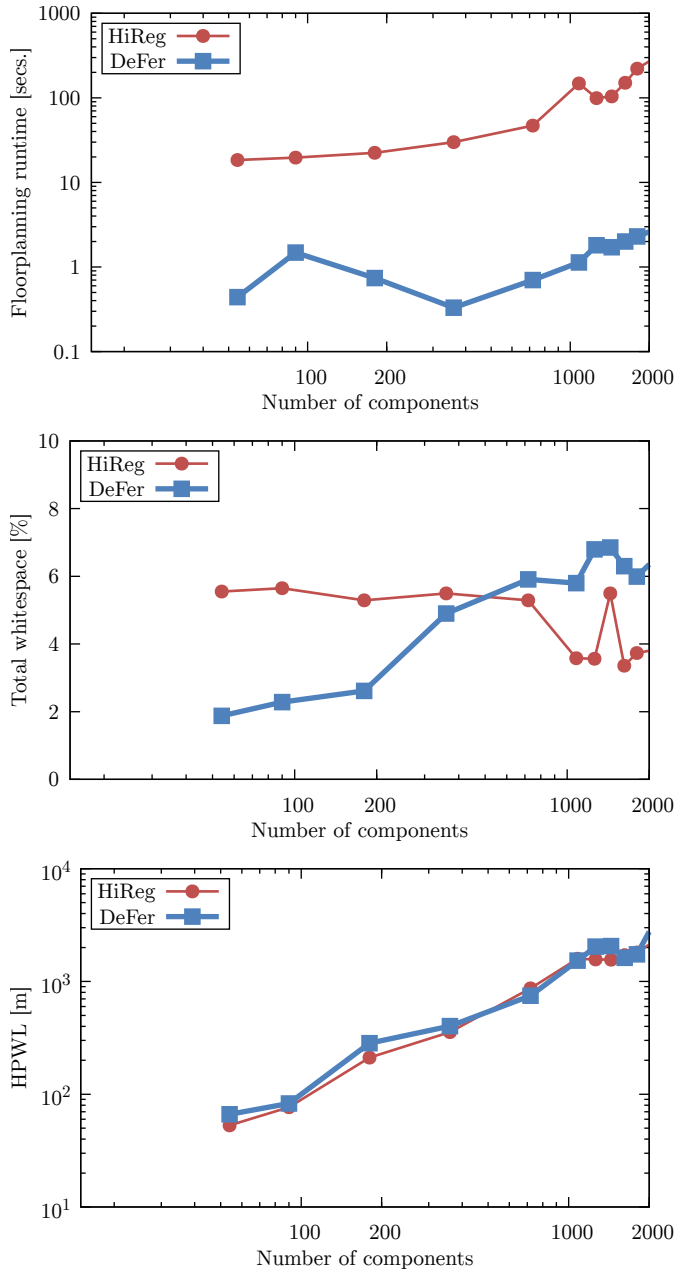 1000
100
10
1
0.1
Floorplanning runtime [secs.]
HiReg
DeFer
100
200
1000
2000
Number of components
10
8
6
4
2
0
Total whitespace [%]
HiReg
DeFer
100
200
1000
2000
Number of components
10^4
10^3
10^2
10^1
HPWL [m]
HiReg
DeFer
100
200
1000
2000
Number of components